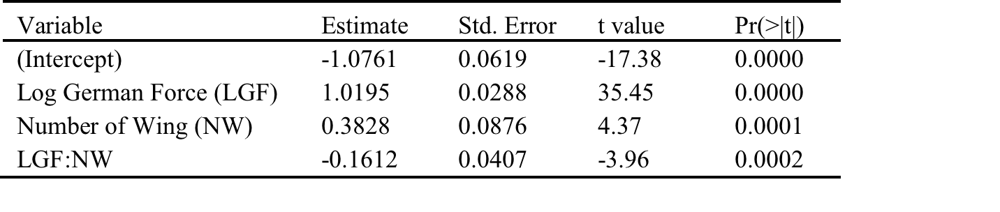 Variable Estimate Std. Error t value Pr(>|t|)
(Intercept) -1.0761 0.0619 -17.38 0.0000
Log German Force (LGF) 1.0195 0.0288 35.45 0.0000
Number of Wing (NW) 0.3828 0.0876 4.37 0.0001
LGF:NW -0.1612 0.0407 -3.96 0.0002